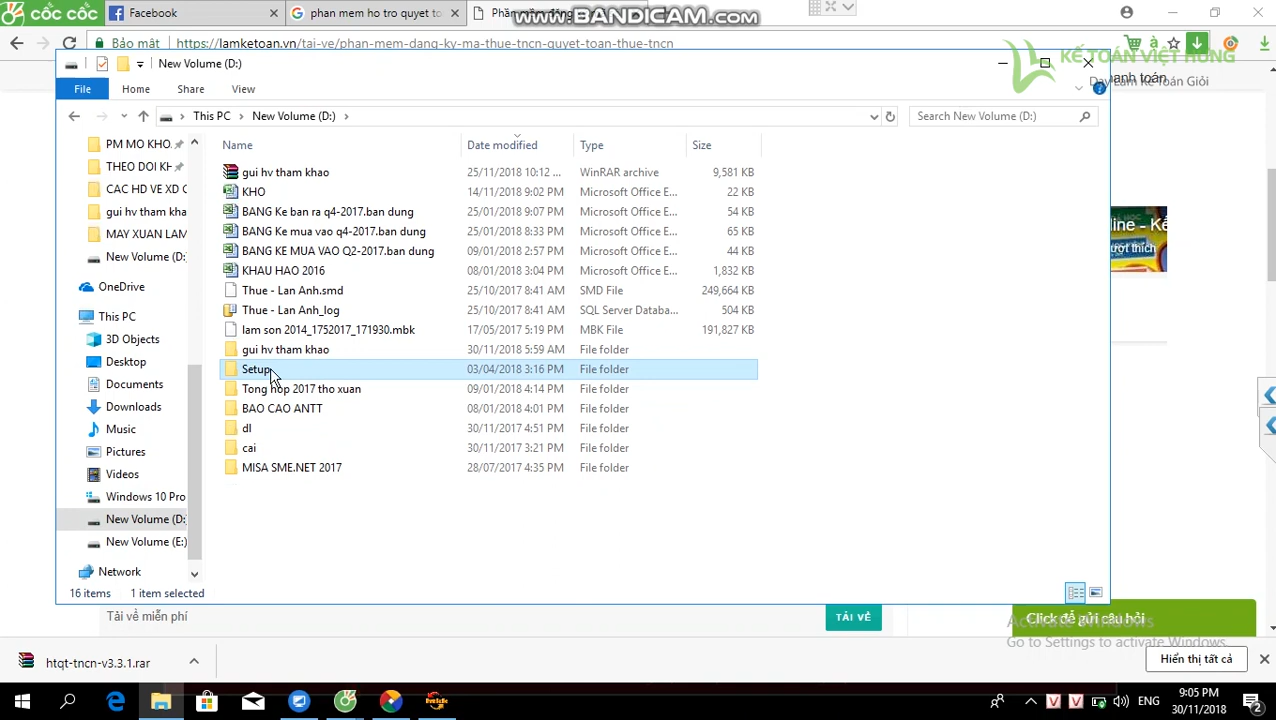 cốc cốc
Facebook
phan mem ho tro quyet to
www.BANDICAM.com
Bảo mật
https://lamketoan.vn/tai-ve/phan-mem-dang-ky-ma-thue-tncn-quyet-toan-thue-tncn
New Volume (D:)
KẾ TOÁN VIỆT HƯNG
Dạy Làm Kế Toán Giỏi
hanh toán
File
Home
Share
View
This PC
New Volume (D:)
Search New Volume (D:)
Name
Date modified
Type
Size
PM MO KHO.
THEO DOI KH
CAC HD VE XD C
gui hv tham kha
MAY XUAN LAM
New Volume (D:
OneDrive
This PC
3D Objects
Desktop
Documents
Downloads
Music
Pictures
Videos
Windows 10 Pro
New Volume (D:
New Volume (E:)
Network
gui hv tham khao 25/11/2018 10:12 ... WinRAR archive 9,581 KB
KHO 14/11/2018 9:02 PM Microsoft Office E... 22 KB
BANG Ke ban ra q4-2017.ban dung 25/01/2018 9:07 PM Microsoft Office E... 54 KB
BANG Ke mua vao q4-2017.ban dung 25/01/2018 8:33 PM Microsoft Office E... 65 KB
BANG KE MUA VAO Q2-2017.ban dung 09/01/2018 2:57 PM Microsoft Office E... 44 KB
KHAU HAO 2016 08/01/2018 3:04 PM Microsoft Office E... 1,832 KB
Thue - Lan Anh.smd 25/10/2017 8:41 AM SMD File 249,664 KB
Thue - Lan Anh_log 25/10/2017 8:41 AM SQL Server Databa... 504 KB
lam son 2014_1752017_171930.mbk 17/05/2017 5:19 PM MBK File 191,827 KB
gui hv tham khao 30/11/2018 5:59 AM File folder
Setup 03/04/2018 3:16 PM File folder
Tong hop 2017 tho xuan 09/01/2018 4:14 PM File folder
BAO CAO ANTT 08/01/2018 4:01 PM File folder
dl 30/11/2017 4:51 PM File folder
cai 30/11/2017 3:21 PM File folder
MISA SME.NET 2017 28/07/2017 4:35 PM File folder
line - Kế
ượt thích
16 items
1 item selected
Tải về miễn phí
TẢI VỀ
Click để gửi câu hỏi
Activate Windows
Go to Settings to activate Windows.
htqt-tncn-v3.3.1.rar
Hiển thị tất cả
ENG
9:05 PM
30/11/2018
2